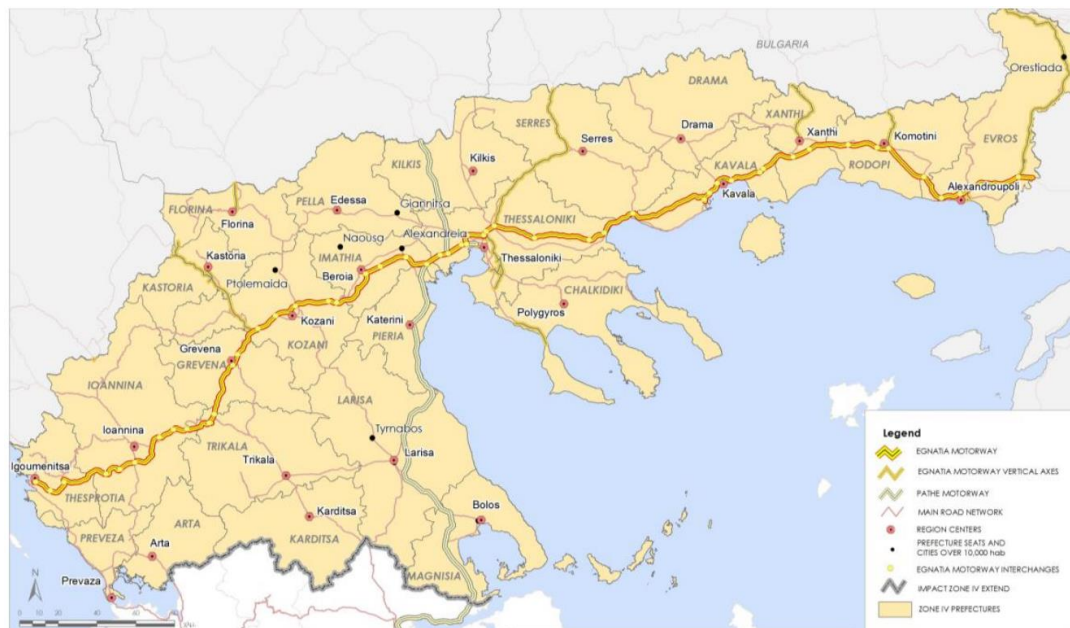 BULGARIA
Orestiada
DRAMA
XANTHI
SERRES
Drama
Xanthi
Komotini
EVROS
Serres
KILKIS
Kilkis
KAVALA
RODOPI
Kavala
Alexandroupoli
PELLA
Edessa
Giannitsa
FLORINA
Florina
THESSALONIKI
Naousa
Alexandreia
IMATHIA
Thessaloniki
Kastoria
Ptolemaida
Beroia
KASTORIA
CHALKIDIKI
Polygyros
Kozani
Katerini
PIERIA
KOZANI
Grevena
GREVENA
IOANNINA
LARISA
Tyrnabos
Ioannina
TRIKALA
Larisa
Igoumenitsa
Trikala
THESPROTIA
Karditsa
Bolos
ARTA
PREVEZA
KARDITSA
Arta
MAGNISIA
Prevaza
N
Legend
EGNATIA MOTORWAY
EGNATIA MOTORWAY VERTICAL AXES
PATHE MOTORWAY
MAIN ROAD NETWORK
REGION CENTERS
PREFECTURE SEATS AND
CITIES OVER 10,000 hab
EGNATIA MOTORWAY INTERCHANGES
IMPACT ZONE IV EXTEND
ZONE IV PREFECTURES